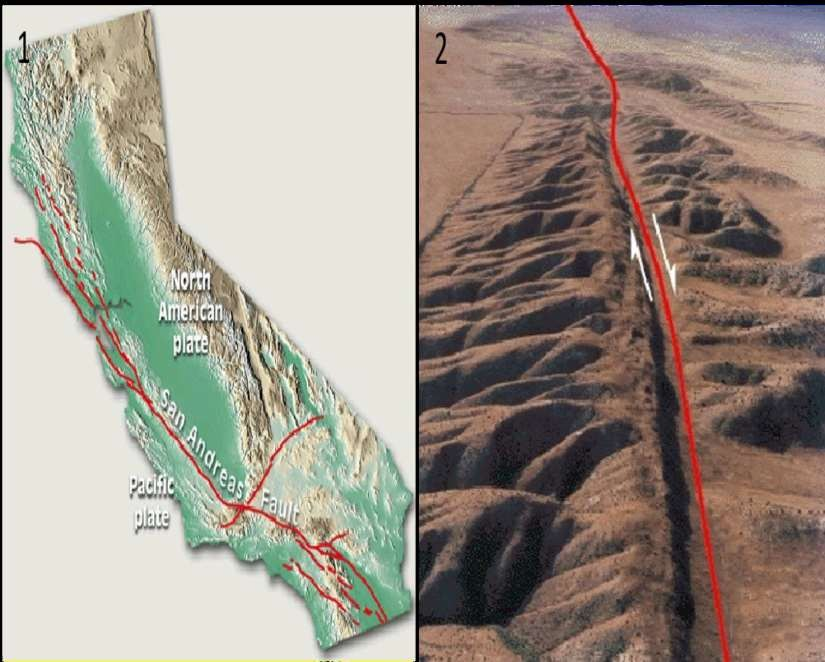 1
North
American
plate
San Andreas Fault
Pacific
plate
2